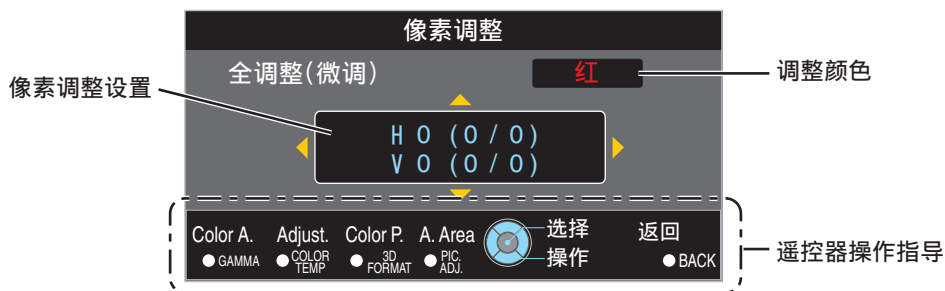 像素调整
全调整(微调)
红
调整颜色
像素调整设置
H 0 (0 / 0)
V 0 (0 / 0)
Color A. Adjust. Color P. A. Area 选择 返回
GAMMA COLOR TEMP 3D FORMAT PIC. ADJ. 操作 BACK
遥控器操作指导